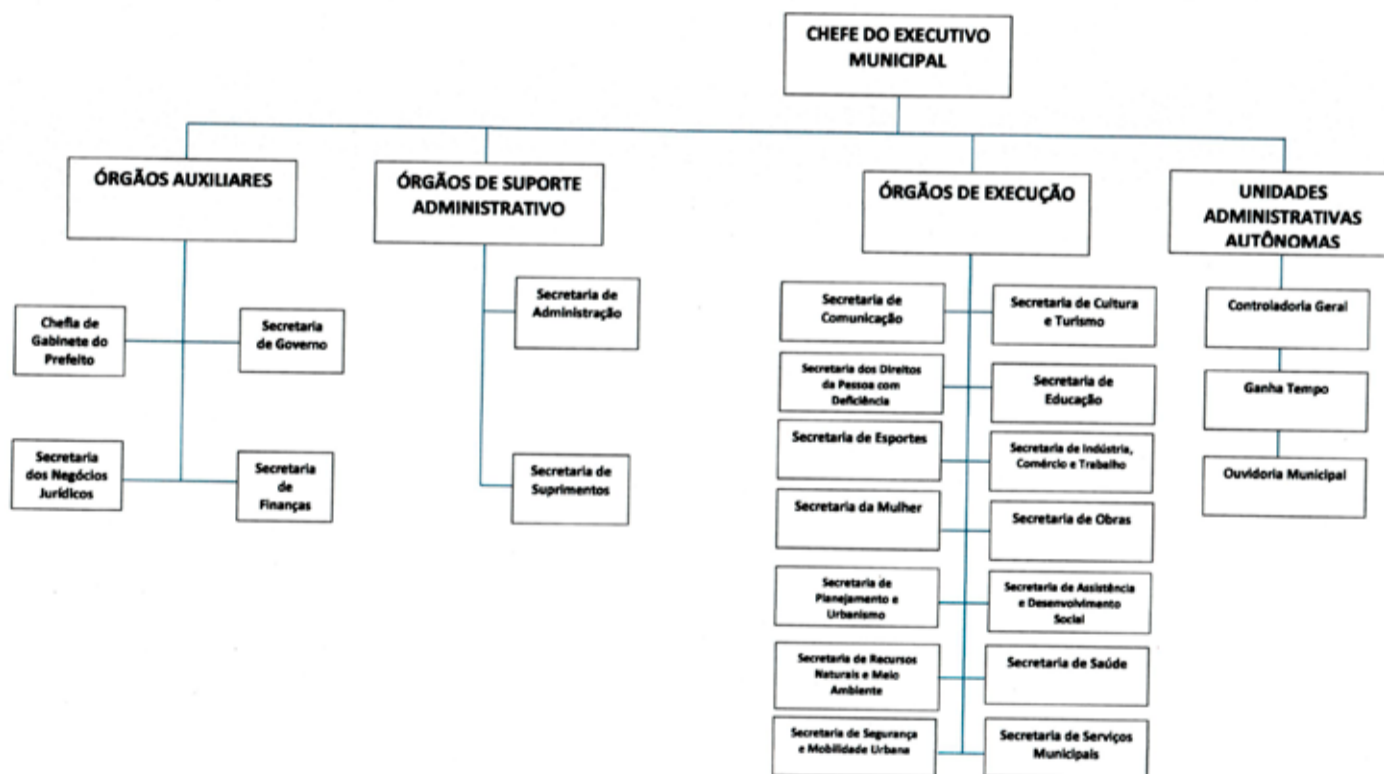 CHEFE DO EXECUTIVO
MUNICIPAL
ÓRGÃOS AUXILIARES
ÓRGÃOS DE SUPORTE
ADMINISTRATIVO
ÓRGÃOS DE EXECUÇÃO
UNIDADES
ADMINISTRATIVAS
AUTÔNOMAS
Chefia de
Gabinete do
Prefeito
Secretaria
de Governo
Secretaria
dos Negócios
Jurídicos
Secretaria
de
Finanças
Secretaria de
Administração
Secretaria de
Suprimentos
Secretaria de
Comunicação
Secretaria de Cultura
e Turismo
Secretaria dos Direitos
da Pessoa com
Deficiência
Secretaria de
Educação
Secretaria de Esportes
Secretaria de Indústria,
Comércio e Trabalho
Secretaria da Mulher
Secretaria de Obras
Secretaria de
Planejamento e
Urbanismo
Secretaria de Assistência
e Desenvolvimento
Social
Secretaria de Recursos
Naturais e Meio
Ambiente
Secretaria de Saúde
Secretaria de Segurança
e Mobilidade Urbana
Secretaria de Serviços
Municipais
Controladoria Geral
Ganha Tempo
Ouvidoria Municipal